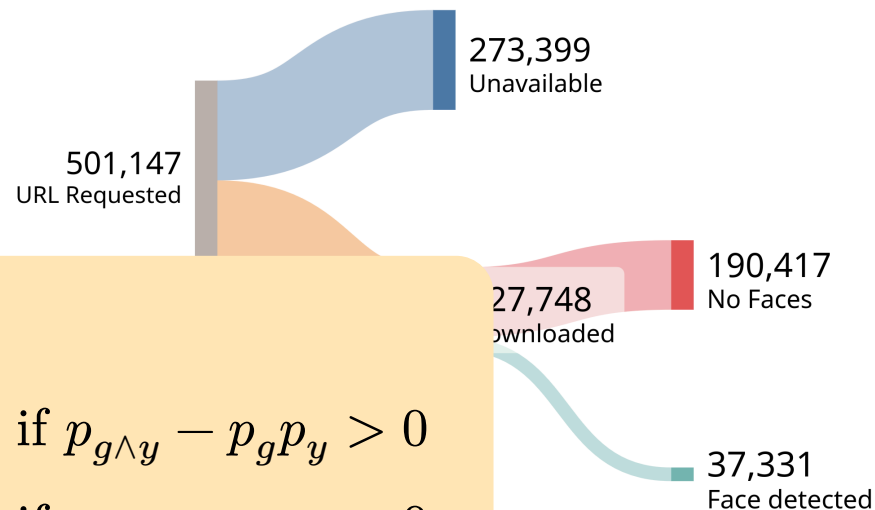 273,399
Unavailable
501,147
URL Requested
190,417
No Faces
27,748
ownloaded
if $p_{g \wedge y} - p_g p_y > 0$
37,331
Face detected